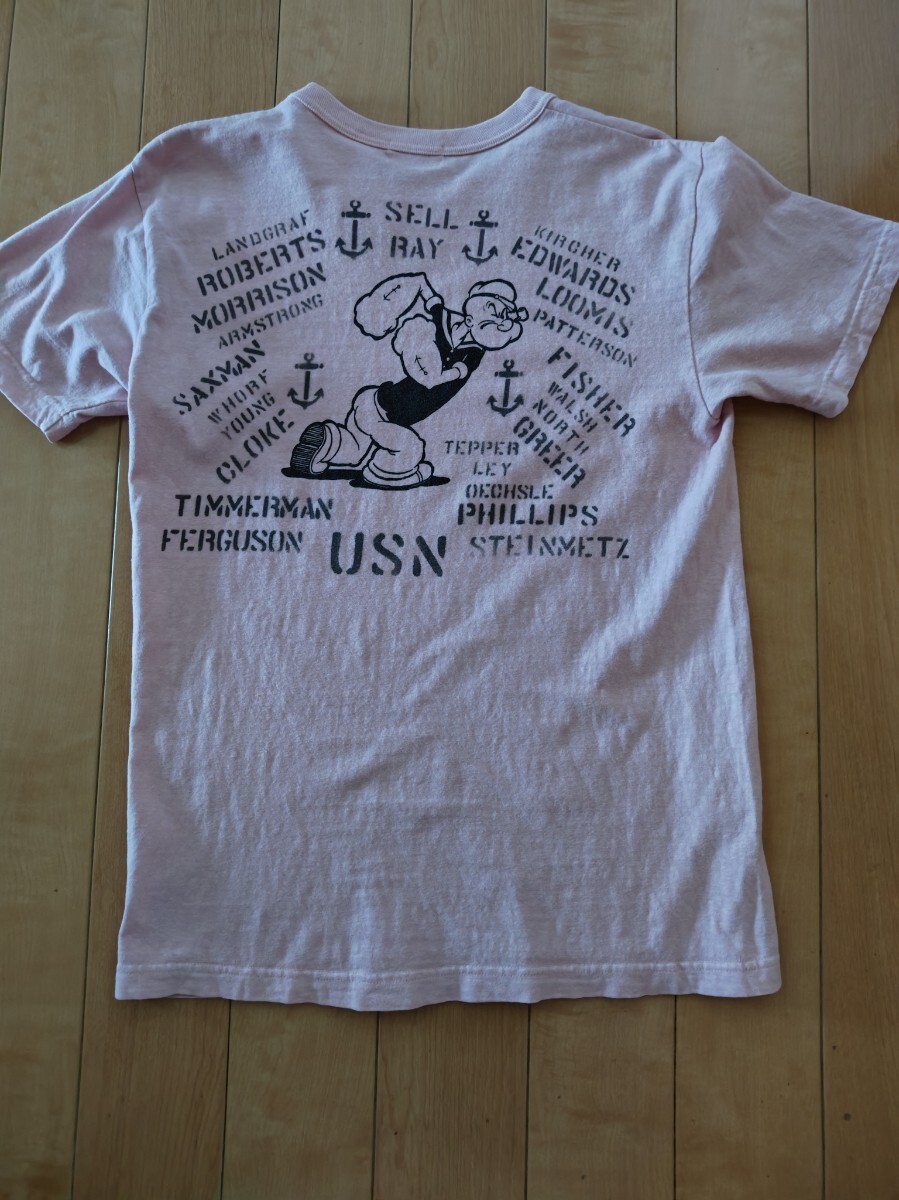 SELL
RAY
LANDGRAF
ROBERTS
MORRISON
ARMSTRONG
SAXMAN
WHORF
YOUNG
CLOKE
TIMMERMAN
FERGUSON
KIRCHER
EDWARDS
LOOMIS
PATTERSON
FISHER
WALSH
NORTH
GREER
TEPPER
LEY
OECHSLE
PHILLIPS
STEINMETZ
USN